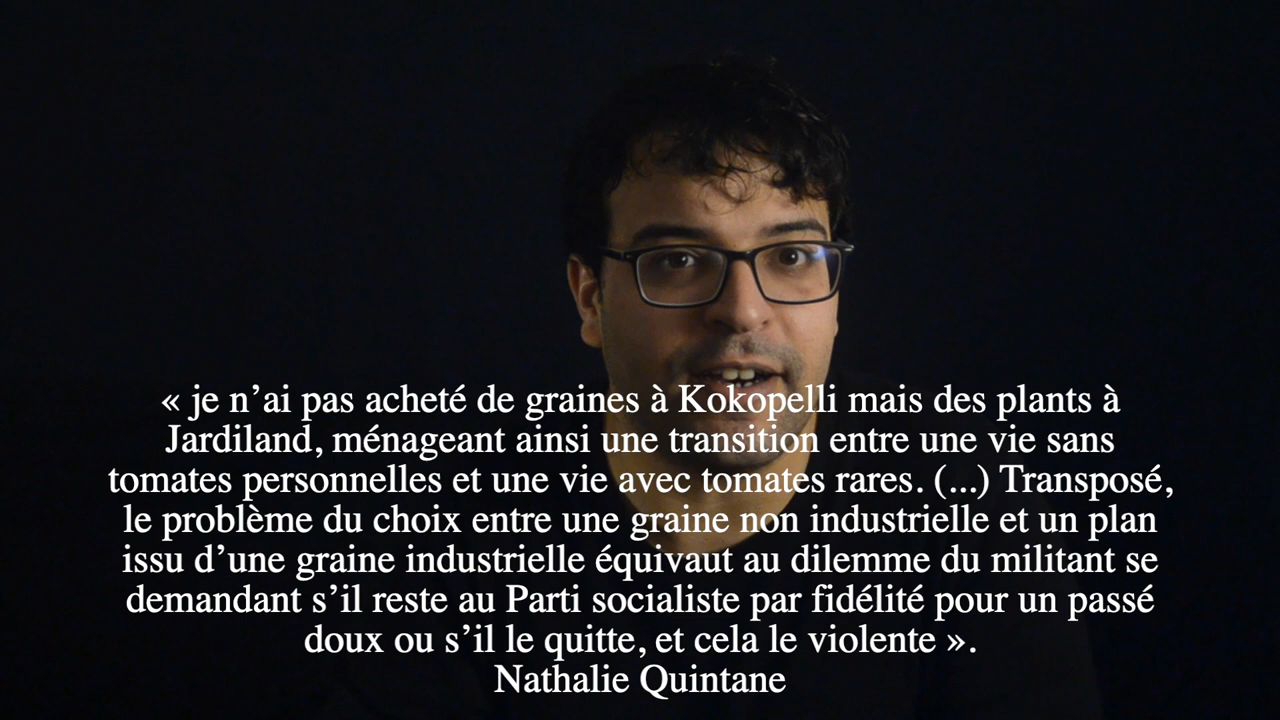 « je n’ai pas acheté de graines à Kokopelli mais des plants à
Jardiland, ménageant ainsi une transition entre une vie sans
tomates personnelles et une vie avec tomates rares. (...) Transposé,
le problème du choix entre une graine non industrielle et un plan
issu d’une graine industrielle équivaut au dilemme du militant se
demandant s’il reste au Parti socialiste par fidélité pour un passé
doux ou s’il le quitte, et cela le violente ».
Nathalie Quintane